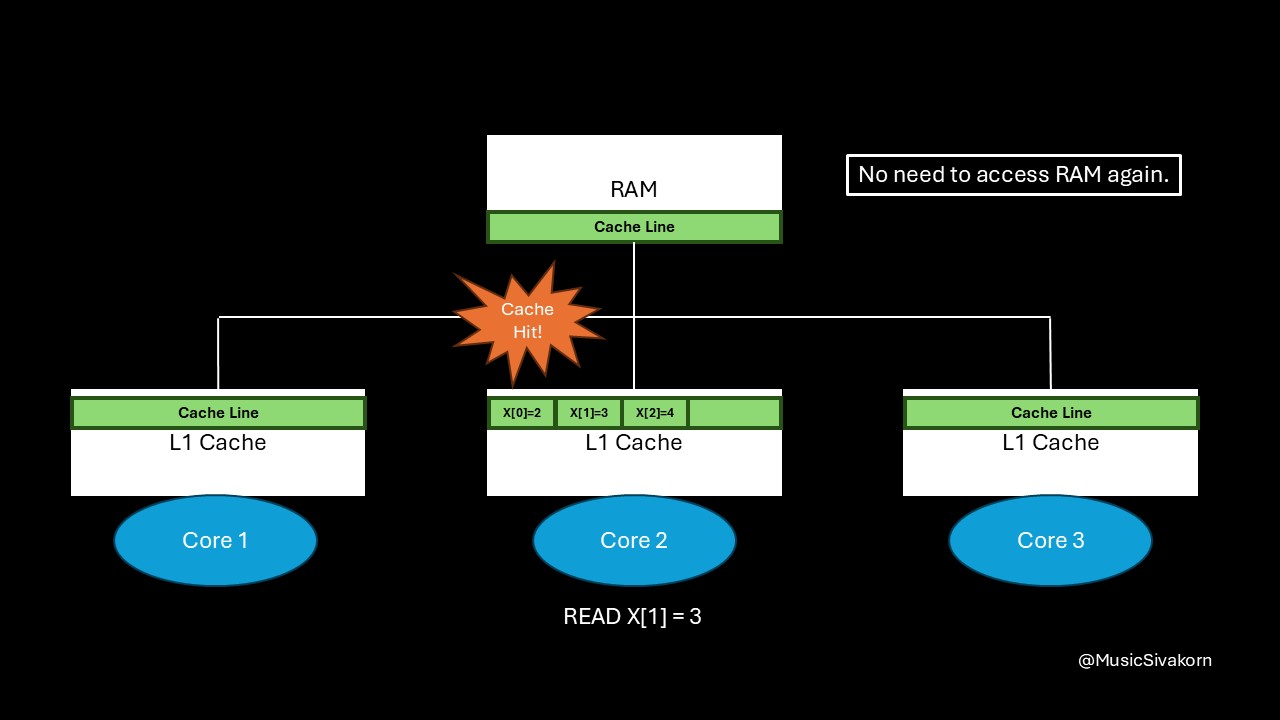 RAM
No need to access RAM again.
Cache Line
Cache
Hit!
Cache Line
X[0]=2
X[1]=3
X[2]=4
Cache Line
L1 Cache
L1 Cache
L1 Cache
Core 1
Core 2
Core 3
READ X[1] = 3
@MusicSivakorn